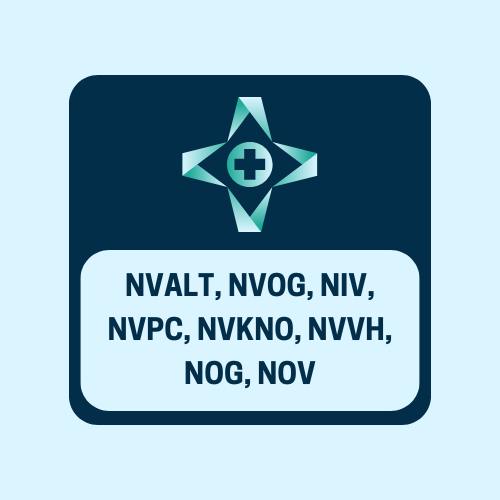 NVALT, NVOG, NIV,
NVPC, NVKNO, NVVH,
NOG, NOV